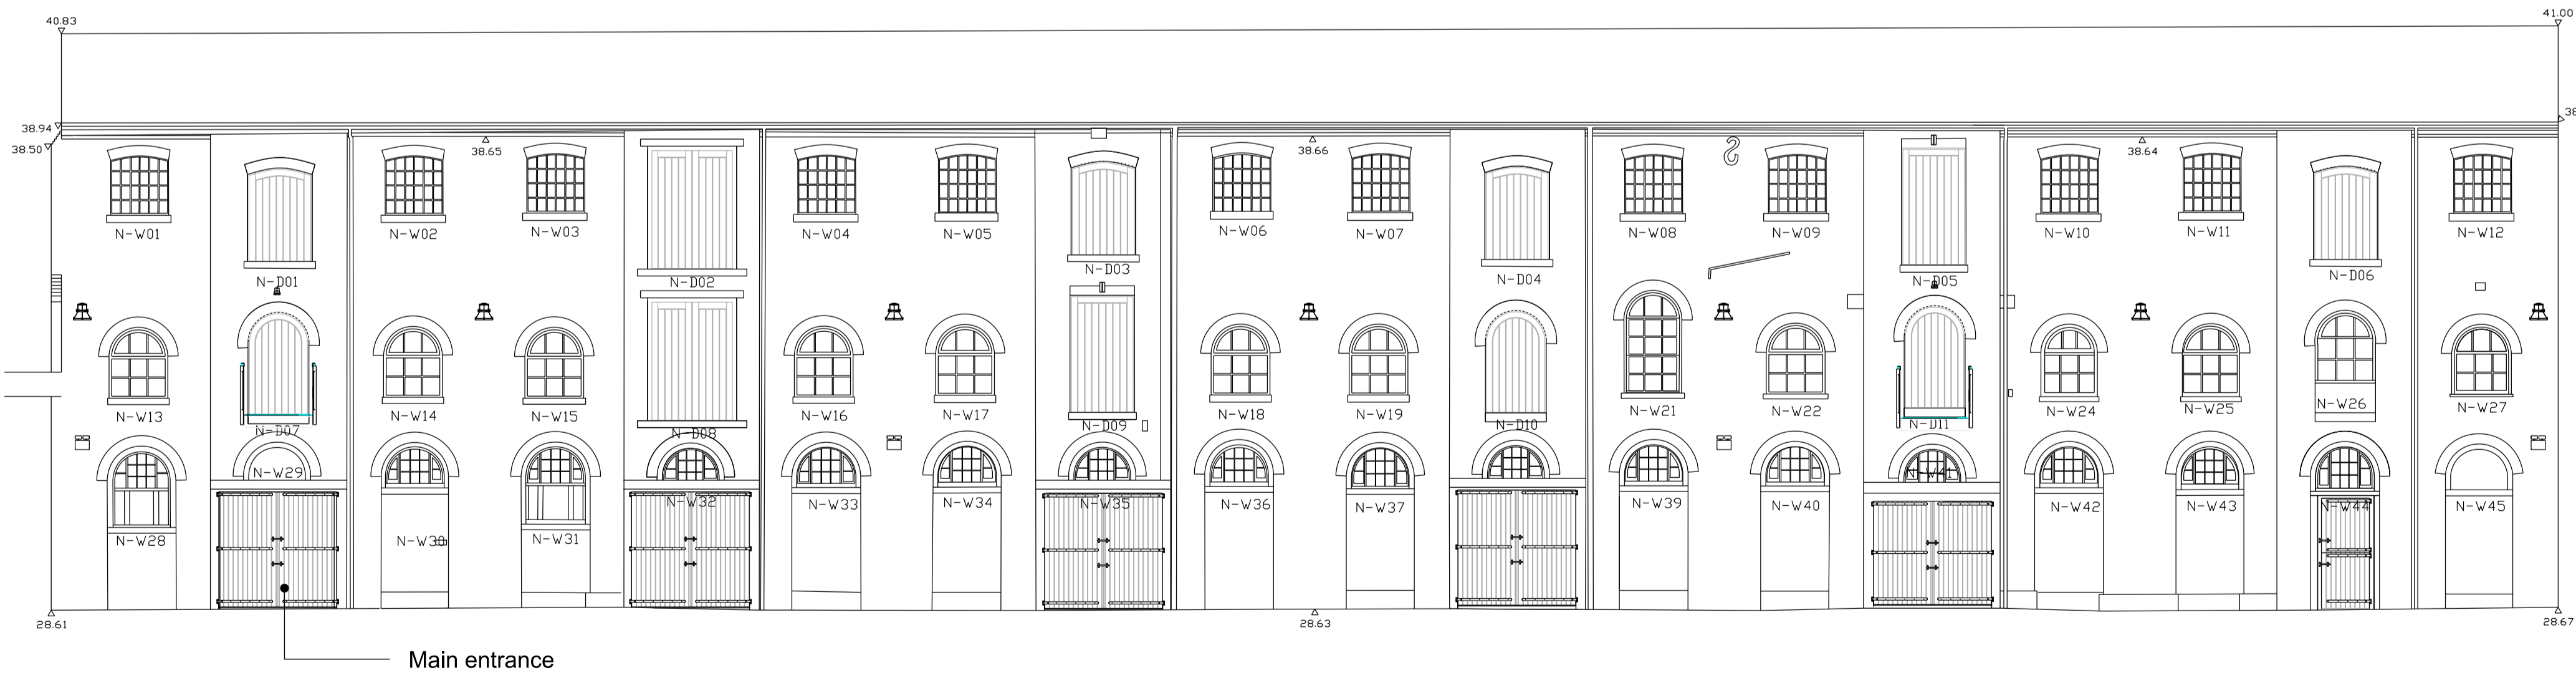 40.83 41.00
38.94
38.50 38.65 38.66 38.64 38
N-W01 N-W02 N-W03 N-W04 N-W05 N-W06 N-W07 N-W08 N-W09 N-W10 N-W11 N-W12
N-D01 N-D02 N-D03 N-D04 N-D05 N-D06
N-W13 N-W14 N-W15 N-W16 N-W17 N-W18 N-W19 N-W21 N-W22 N-W24 N-W25 N-W26 N-W27
N-D07 N-D08 N-D09 N-D10 N-D11
N-W28 N-W29 N-W30 N-W31 N-W32 N-W33 N-W34 N-W35 N-W36 N-W37 N-W39 N-W40 N-W41 N-W42 N-W43 N-W44 N-W45
28.61 28.63 28.67
Main entrance